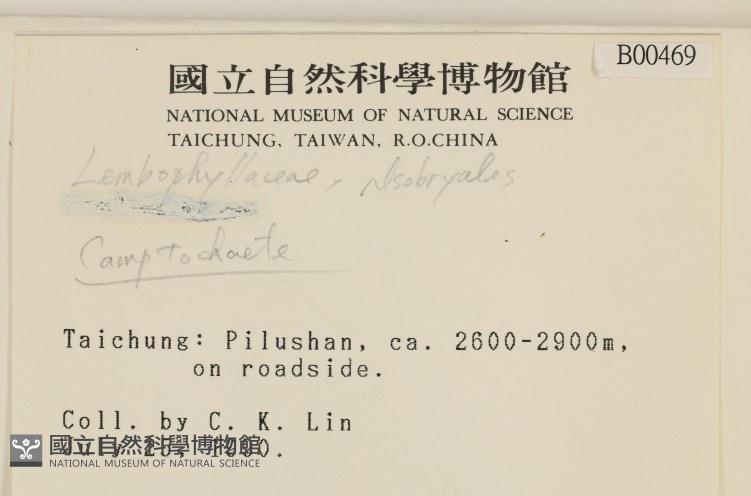 B00469
國立自然科學博物館
NATIONAL MUSEUM OF NATURAL SCIENCE
TAICHUNG, TAIWAN, R.O.CHINA
Lembophyllaceae, Isobryales
Camptochaete
Taichung: Pilushan, ca. 2600-2900m,
on roadside.
Coll. by C. K. Lin
July
國立自然科學博物館
NATIONAL MUSEUM OF NATURAL SCIENCE